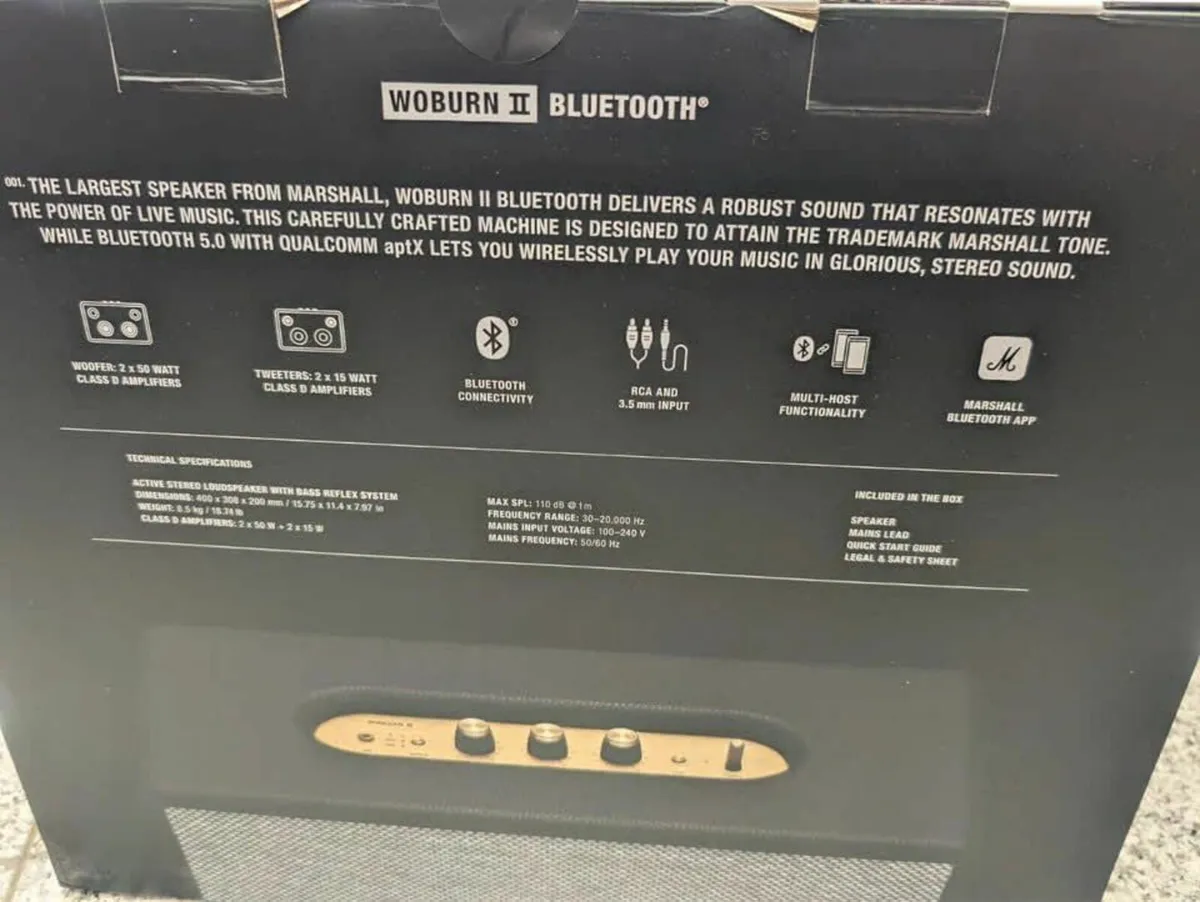 WOBURN II BLUETOOTH®
001. THE LARGEST SPEAKER FROM MARSHALL, WOBURN II BLUETOOTH DELIVERS A ROBUST SOUND THAT RESONATES WITH
THE POWER OF LIVE MUSIC. THIS CAREFULLY CRAFTED MACHINE IS DESIGNED TO ATTAIN THE TRADEMARK MARSHALL TONE.
WHILE BLUETOOTH 5.0 WITH QUALCOMM aptX LETS YOU WIRELESSLY PLAY YOUR MUSIC IN GLORIOUS, STEREO SOUND.
WOOFER: 2 x 50 WATT
CLASS D AMPLIFIERS
TWEETERS: 2 x 15 WATT
CLASS D AMPLIFIERS
BLUETOOTH
CONNECTIVITY
RCA AND
3.5 mm INPUT
MULTI-HOST
FUNCTIONALITY
M
MARSHALL
BLUETOOTH APP
TECHNICAL SPECIFICATIONS
ACTIVE STEREO LOUDSPEAKER WITH BASS REFLEX SYSTEM
DIMENSIONS: 400 x 308 x 200 mm / 15.75 x 11.4 x 7.97 in
WEIGHT: 8.5 kg / 18.74 lb
CLASS D AMPLIFIERS: 2 x 50 W + 2 x 15 W
MAX SPL: 110 dB @ 1m
FREQUENCY RANGE: 30–20.000 Hz
MAINS INPUT VOLTAGE: 100–240 V
MAINS FREQUENCY: 50/60 Hz
INCLUDED IN THE BOX
SPEAKER
MAINS LEAD
QUICK START GUIDE
LEGAL & SAFETY SHEET
WOBURN II